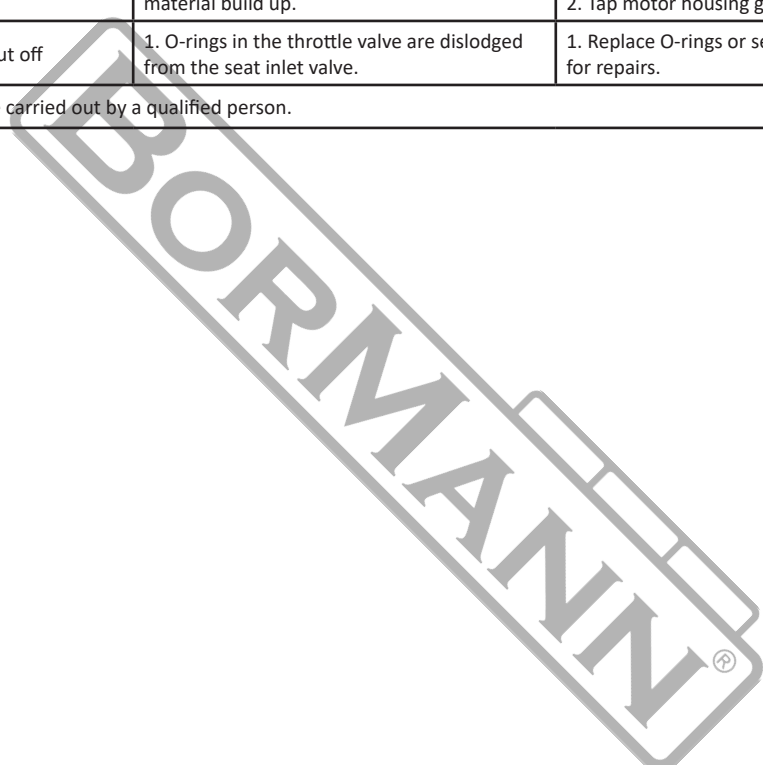 material build up.
2. Tap motor housing g
ut off
1. O-rings in the throttle valve are dislodged
from the seat inlet valve.
1. Replace O-rings or se
for repairs.
carried out by a qualified person.
BORMANN®